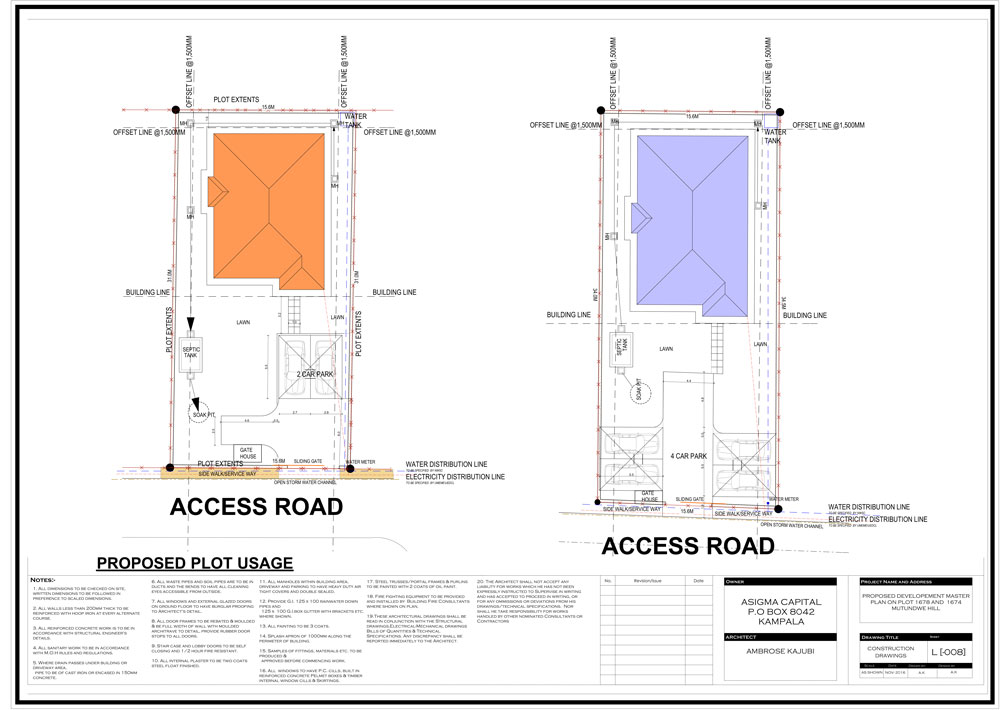 OFFSET LINE @1,500MM
OFFSET LINE @1,500MM
PLOT EXTENTS
15.6M
MH
MH
WATER
TANK
OFFSET LINE @1,500MM
OFFSET LINE @1,500MM
MH
MH
31.0M
31.0M
BUILDING LINE
BUILDING LINE
PLOT EXTENTS
PLOT EXTENTS
LAWN
LAWN
SEPTIC
TANK
2 CAR PARK
SOAK PIT
GATE
HOUSE
PLOT EXTENTS
15.6M
SLIDING GATE
WATER METER
SIDE WALK/SERVICE WAY
OPEN STORM WATER CHANNEL
WATER DISTRIBUTION LINE
ELECTRICITY DISTRIBUTION LINE
ACCESS ROAD
OFFSET LINE @1,500MM
OFFSET LINE @1,500MM
15.6M
MH
MH
WATER
TANK
OFFSET LINE @1,500MM
OFFSET LINE @1,500MM
MH
MH
34.0M
34.5M
BUILDING LINE
BUILDING LINE
SEPTIC
TANK
LAWN
LAWN
SOAK PIT
4 CAR PARK
GATE
HOUSE
SLIDING GATE
WATER METER
SIDE WALK/SERVICE WAY
15.6M
SIDE WALK/SERVICE WAY
OPEN STORM WATER CHANNEL
WATER DISTRIBUTION LINE
ELECTRICITY DISTRIBUTION LINE
ACCESS ROAD
PROPOSED PLOT USAGE
NOTES:-
1. ALL DIMENSIONS TO BE CHECKED ON SITE.
WRITTEN DIMENSIONS TO BE FOLLOWED IN
PREFERENCE TO SCALED DIMENSIONS.
2. ALL WALLS LESS THAN 200MM THICK TO BE
REINFORCED WITH HOOP IRON AT EVERY ALTERNATE
COURSE.
3. ALL REINFORCED CONCRETE WORK IS TO BE IN
ACCORDANCE WITH STRUCTURAL ENGINEER'S
DETAILS.
4. ALL SANITARY WORK TO BE IN ACCORDANCE
WITH M.O.H RULES AND REGULATIONS.
5. WHERE DRAIN PASSES UNDER BUILDING OR
DRIVEWAY AREA,
PIPE TO BE OF CAST IRON OR ENCASED IN 150MM
CONCRETE.
6. ALL WASTE PIPES AND SOIL PIPES ARE TO BE IN
DUCTS AND THE BENDS TO HAVE ALL CLEANING
EYES ACCESSIBLE FROM OUTSIDE.
7. ALL WINDOWS AND EXTERNAL GLAZED DOORS
ON GROUND FLOOR TO HAVE BURGLAR PROOFING
TO ARCHITECT'S DETAIL.
8. ALL DOOR FRAMES TO BE REBATED & MOULDED
& BE FULL WIDTH OF WALL WITH MOULDED
ARCHITRAVE TO DETAIL. PROVIDE RUBBER DOOR
STOPS TO ALL DOORS.
9. STAIR CASE AND LOBBY DOORS TO BE SELF
CLOSING AND 1/2 HOUR FIRE RESISTANT.
10. ALL INTERNAL PLASTER TO BE TWO COATS
STEEL FLOAT FINISHED.
11. ALL MANHOLES WITHIN BUILDING AREA,
DRIVEWAY AND PARKING TO HAVE HEAVY DUTY AIR
TIGHT COVERS AND DOUBLE SEALED.
12. PROVIDE G.I. 125 X 100 RAINWATER DOWN
PIPES AND
125 X 100 G.I BOX GUTTER WITH BRACKETS ETC.
WHERE SHOWN.
13. ALL PAINTING TO BE 3 COATS.
14. SPLASH APRON OF 1000MM ALONG THE
PERIMETER OF BUILDING.
15. SAMPLES OF FITTINGS, MATERIALS ETC. TO BE
PRODUCED &
APPROVED BEFORE COMMENCING WORK.
16. ALL WINDOWS TO HAVE P.C. CILLS, BUILT IN
REINFORCED CONCRETE PELMET BOXES & TIMBER
INTERNAL WINDOW CILLS & SKIRTINGS.
17. STEEL TRUSSES/PORTAL FRAMES & PURLINS
TO BE PAINTED WITH 2 COATS OF OIL PAINT.
18. FIRE FIGHTING EQUIPMENT TO BE PROVIDED
AND INSTALLED BY BUILDING FIRE CONSULTANTS
WHERE SHOWN ON PLAN.
19. THESE ARCHITECTURAL DRAWINGS SHALL BE
READ IN CONJUNCTION WITH THE STRUCTURAL
DRAWINGS/ELECTRICAL/MECHANICAL DRAWINGS
BILLS OF QUANTITIES & TECHNICAL
SPECIFICATIONS. ANY DISCREPANCY SHALL BE
REPORTED IMMEDIATELY TO THE ARCHITECT
20. THE ARCHITECT SHALL NOT ACCEPT ANY
LIABILITY FOR WORKS WHICH HE HAS NOT BEEN
EXPRESSLY INSTRUCTED TO SUPERVISE IN WRITING
AND HAS ACCEPTED TO PROCEED IN WRITING, OR
FOR ANY OMMISSIONS OR DEVIATIONS FROM HIS
DRAWINGS/TECHNICAL SPECIFICATIONS. NOR
SHALL HE TAKE RESPONSIBILITY FOR WORKS
HANDLED BY OTHER NOMINATED CONSULTANTS OR
CONTRACTORS
No.
Revision/Issue
Date
OWNER
ASIGMA CAPITAL
P.O BOX 8042
KAMPALA
ARCHITECT
AMBROSE KAJUBI
PROJECT NAME AND ADDRESS
PROPOSED DEVELOPEMENT MASTER
PLAN ON PLOT 1678 AND 1674
MUTUNDWE HILL
DRAWING TITLE
SHEET
CONSTRUCTION
DRAWINGS
L [-008]
SCALE
DATE
AS SHOWN
NOV. 2016
A.K
A.K